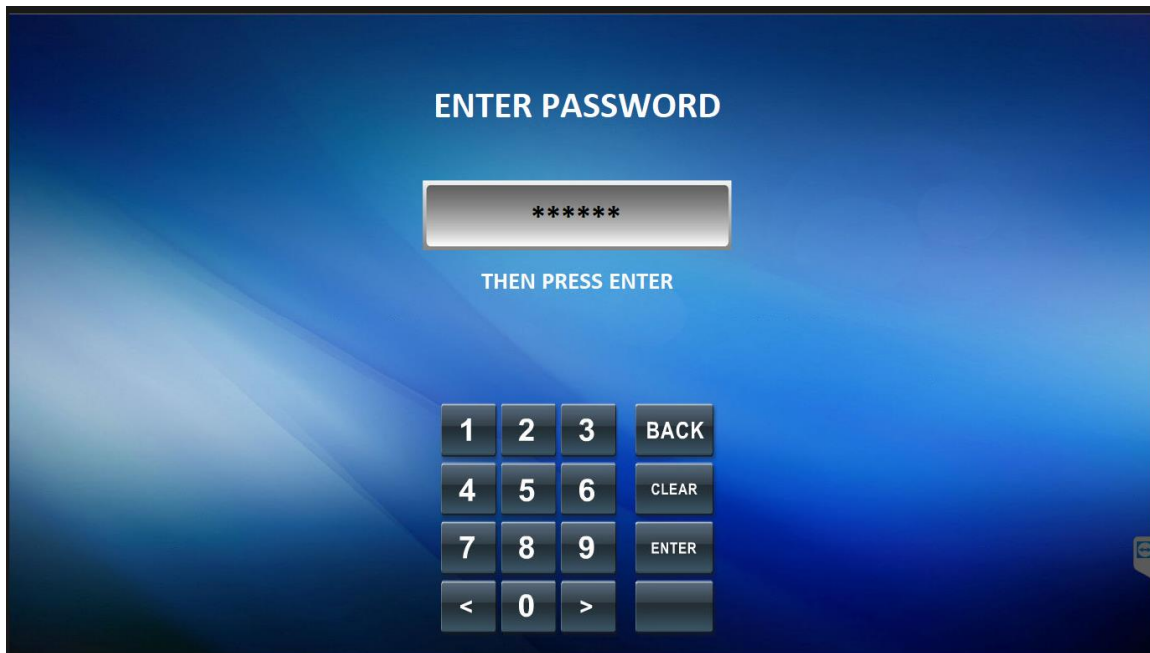 ENTER PASSWORD
******
THEN PRESS ENTER
1 2 3 BACK
4 5 6 CLEAR
7 8 9 ENTER
< 0 >